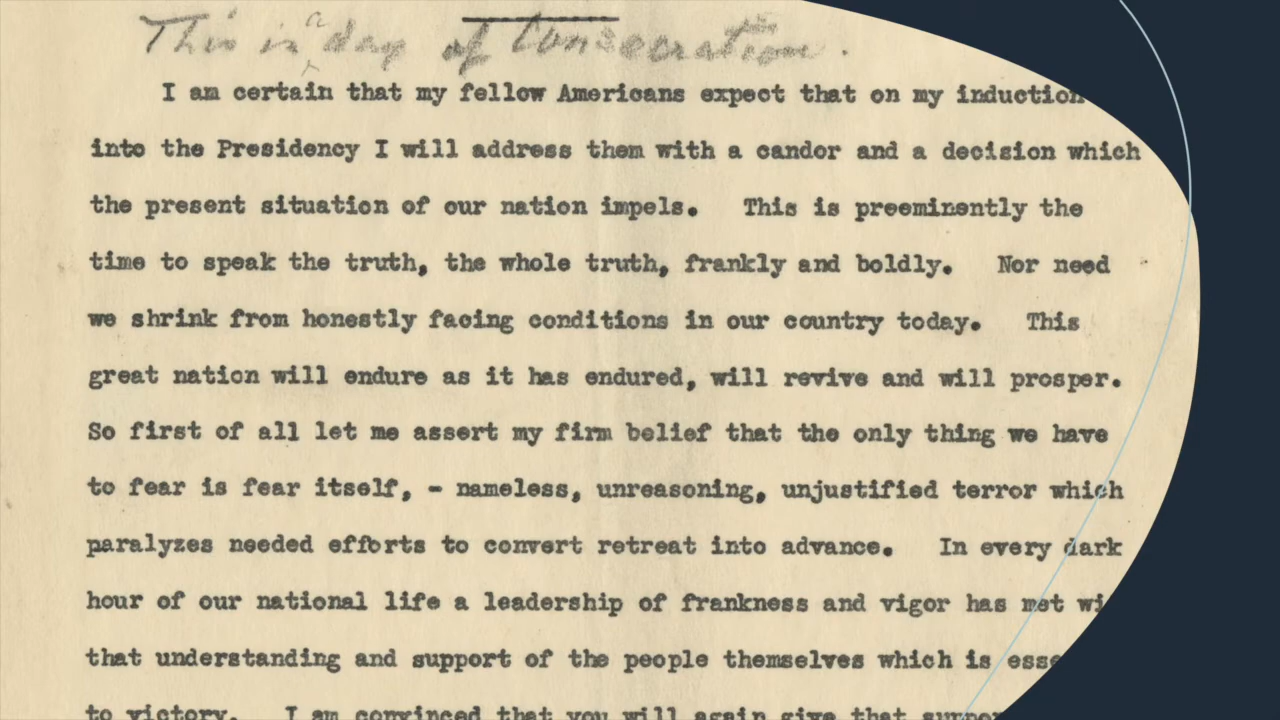 This is a day of Consecration.
I am certain that my fellow Americans expect that on my induction
into the Presidency I will address them with a candor and a decision which
the present situation of our nation impels. This is preeminently the
time to speak the truth, the whole truth, frankly and boldly. Nor need
we shrink from honestly facing conditions in our country today. This
great nation will endure as it has endured, will revive and will prosper.
So first of all let me assert my firm belief that the only thing we have
to fear is fear itself, - nameless, unreasoning, unjustified terror which
paralyzes needed efforts to convert retreat into advance. In every dark
hour of our national life a leadership of frankness and vigor has met
that understanding and support of the people themselves which is
to victory. I am convinced that you will again give that